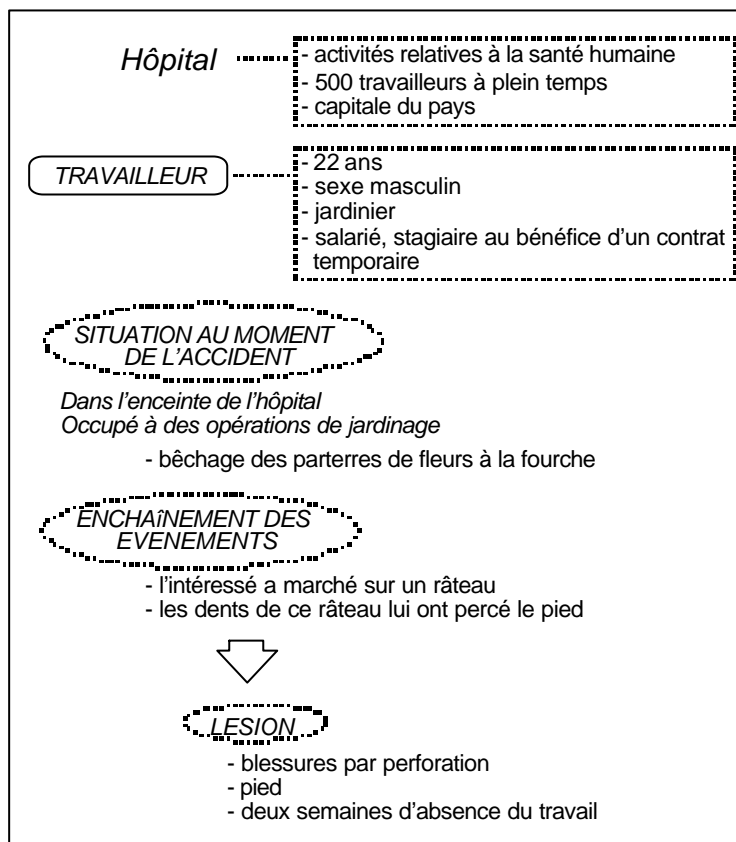 Hôpital
- activités relatives à la santé humaine
- 500 travailleurs à plein temps
- capitale du pays
TRAVAILLEUR
- 22 ans
- sexe masculin
- jardinier
- salarié, stagiaire au bénéfice d'un contrat
temporaire
SITUATION AU MOMENT
DE L'ACCIDENT
Dans l'enceinte de l'hôpital
Occupé à des opérations de jardinage
- bêchage des parterres de fleurs à la fourche
ENCHAîNEMENT DES
EVENEMENTS
- l'intéressé a marché sur un râteau
- les dents de ce râteau lui ont percé le pied
LESION
- blessures par perforation
- pied
- deux semaines d'absence du travail